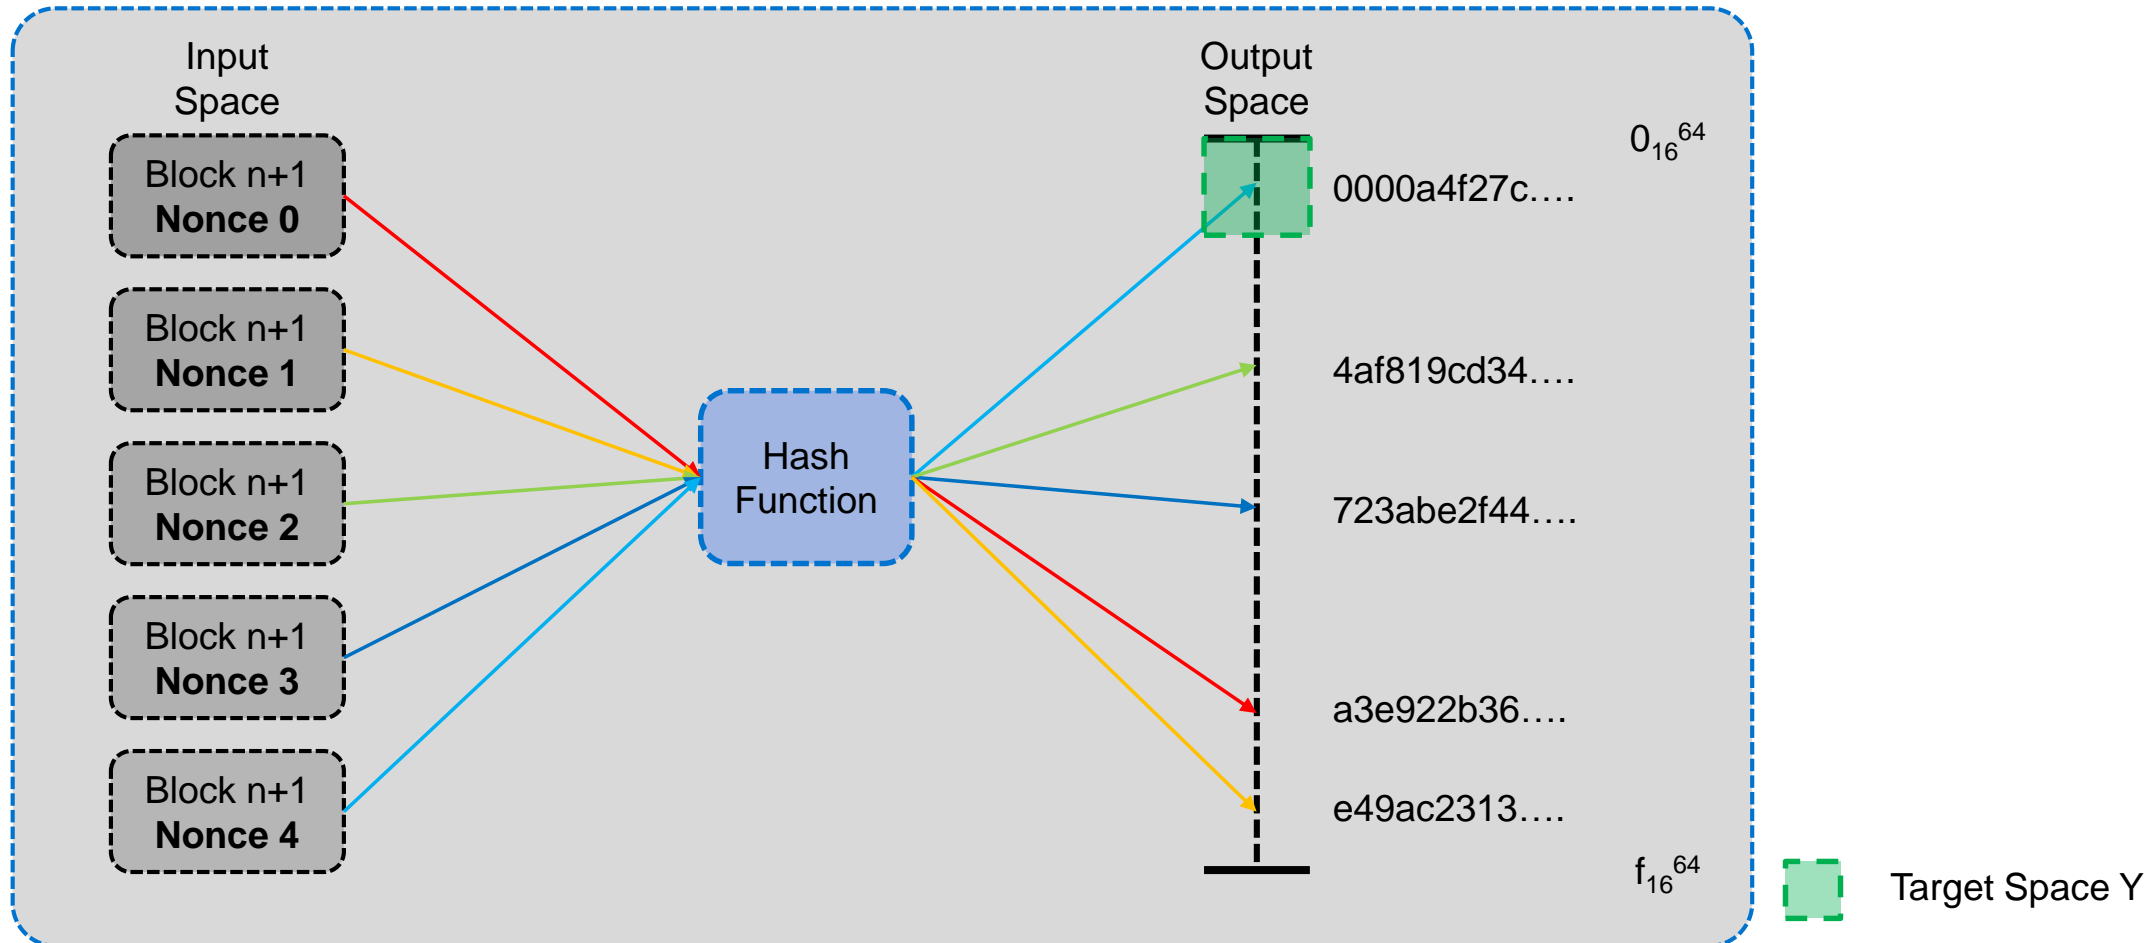 Input
Space
Block n+1
Nonce 0
Block n+1
Nonce 1
Block n+1
Nonce 2
Block n+1
Nonce 3
Block n+1
Nonce 4
Hash
Function
Output
Space
0₁₆⁶⁴
0000a4f27c….
4af819cd34….
723abe2f44….
a3e922b36….
e49ac2313….
f₁₆⁶⁴
Target Space Y